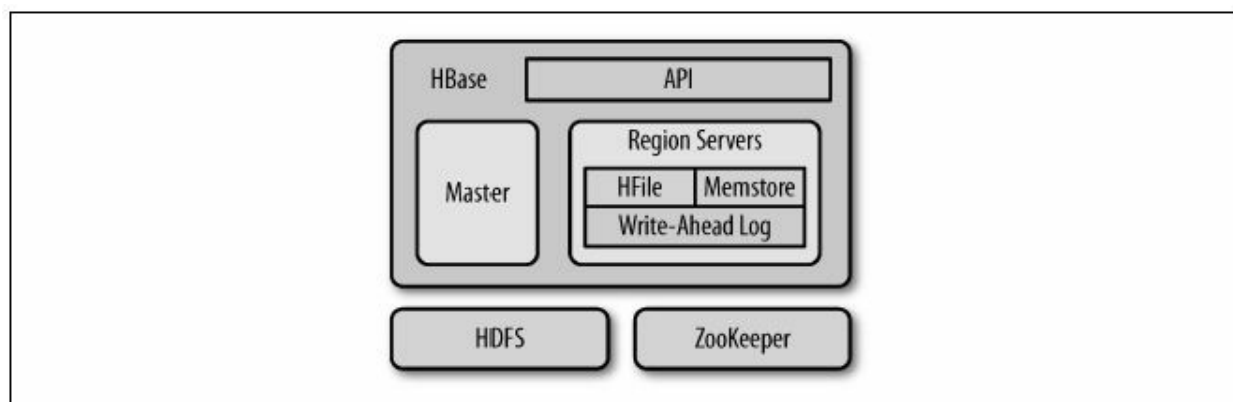 HBase API
Region Servers
Master
HFile Memstore
Write-Ahead Log
HDFS ZooKeeper